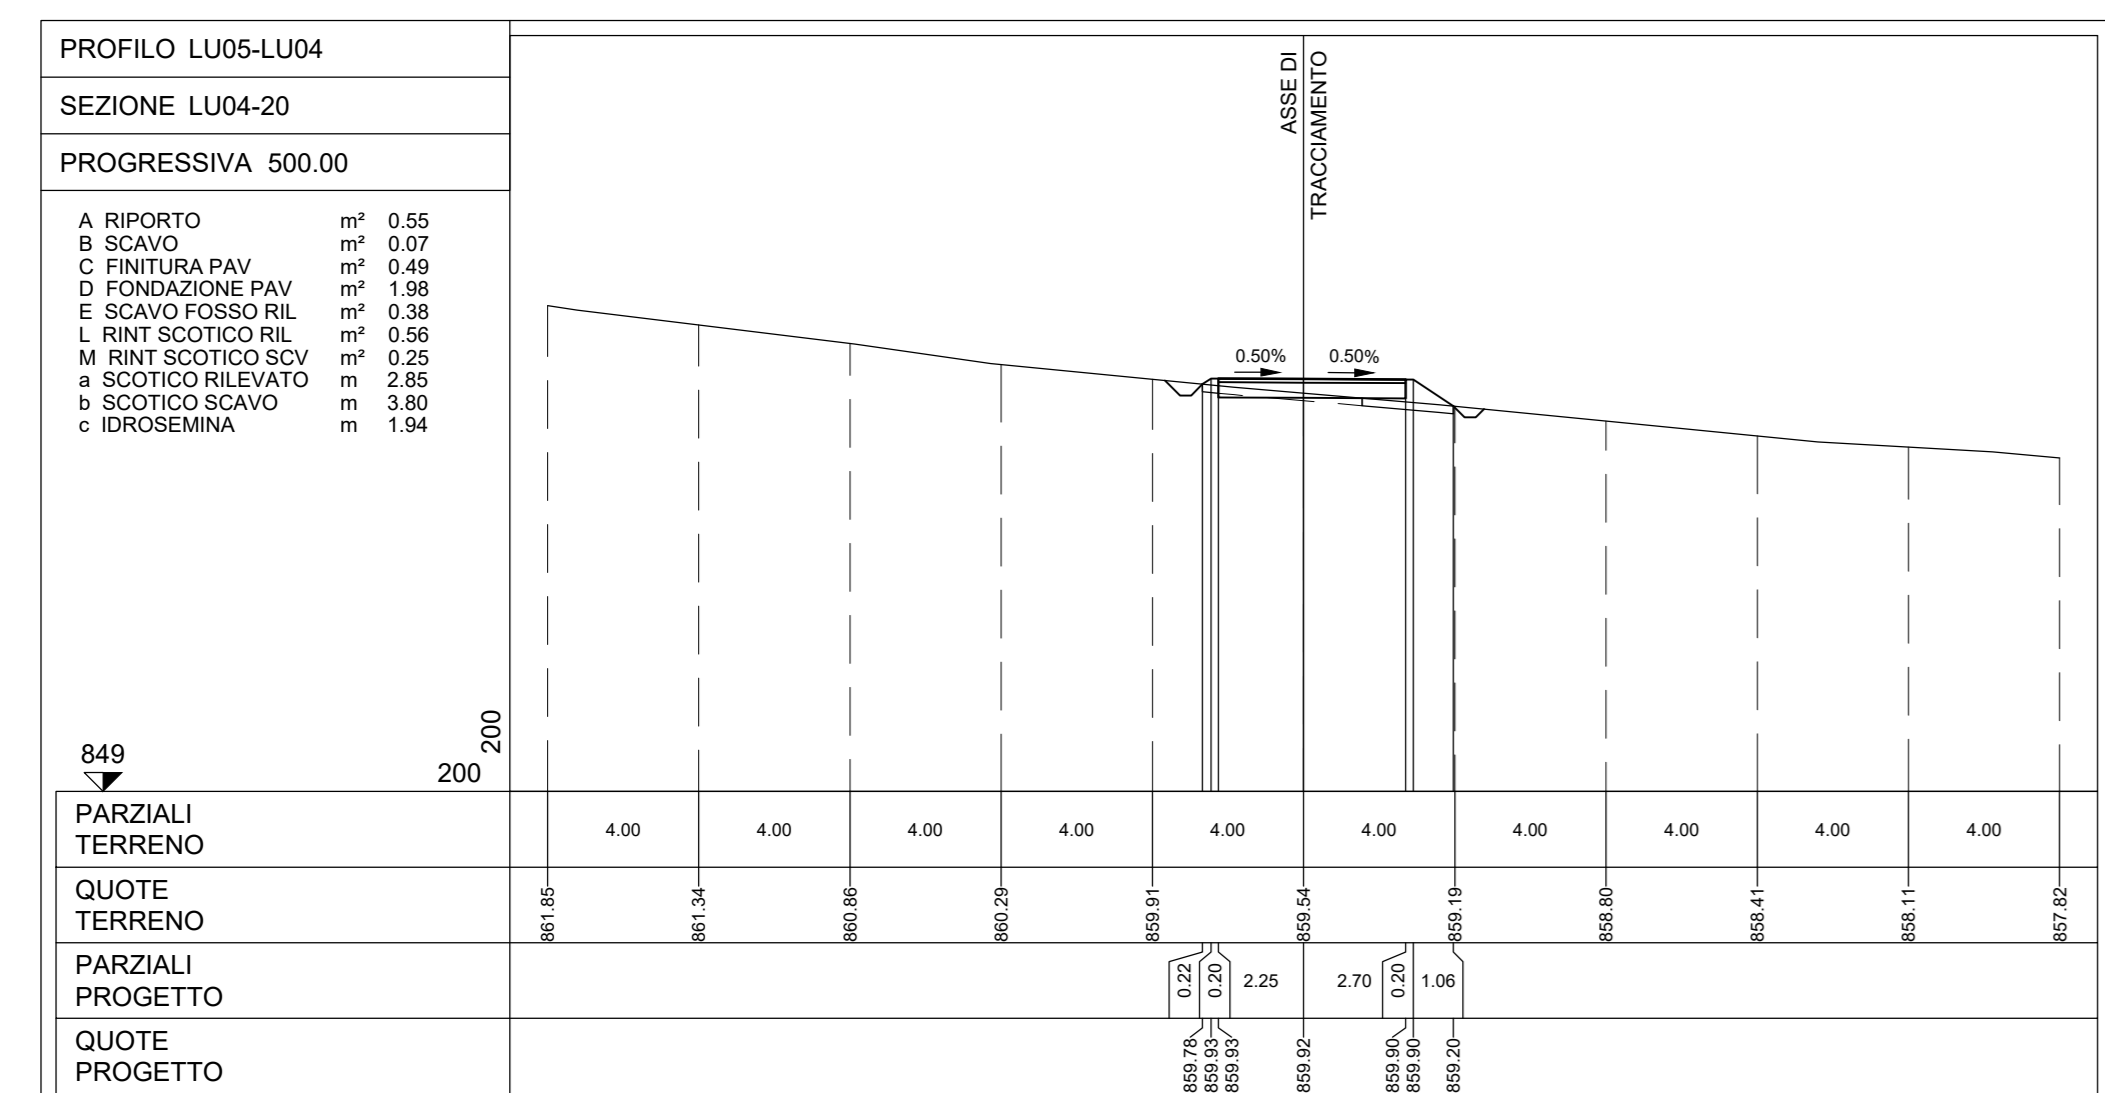 PROFILO LU05-LU04
SEZIONE LU04-20
PROGRESSIVA 500.00
A RIPORTO m² 0.55
B SCAVO m² 0.07
C FINITURA PAV m² 0.49
D FONDAZIONE PAV m² 1.98
E SCAVO FOSSO RIL m² 0.38
L RINT SCOTICO RIL m² 0.56
M RINT SCOTICO SCV m² 0.25
a SCOTICO RILEVATO m 2.85
b SCOTICO SCAVO m 3.80
c IDROSEMINA m 1.94
ASSE DI
TRACCIAMENTO
0.50% 0.50%
849
200
200
PARZIALI
TERRENO
4.00 4.00 4.00 4.00 4.00 4.00 4.00 4.00 4.00 4.00
QUOTE
TERRENO
861.85 861.34 860.86 860.29 859.91 859.54 859.19 858.80 858.41 858.11 857.82
PARZIALI
PROGETTO
0.22 0.20 2.25 2.70 0.20 1.06
QUOTE
PROGETTO
859.78 859.93 859.93 859.92 859.90 859.90 859.20